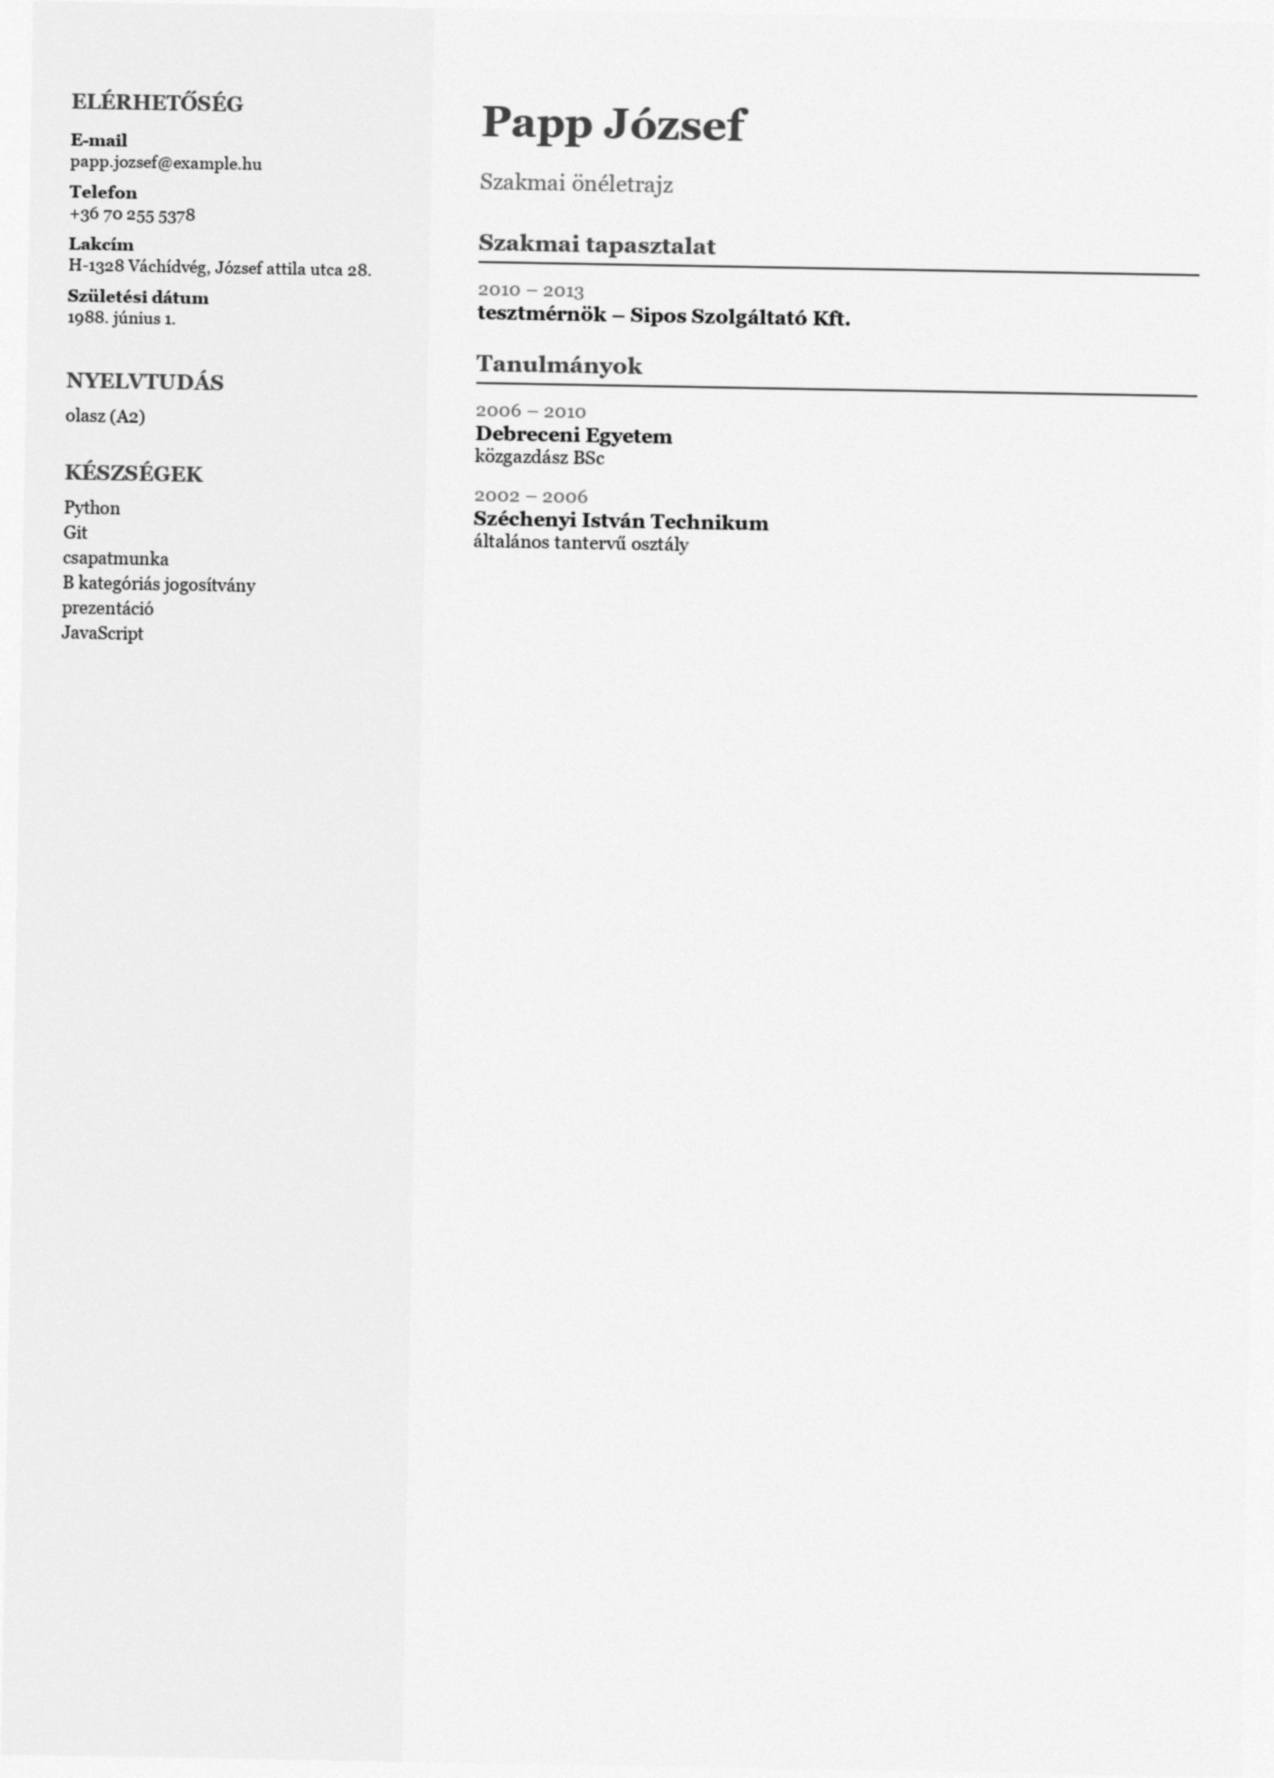 ELÉRHETŐSÉG
E-mail
papp.jozsef@example.hu
Telefon
+36 70 255 5378
Lakcím
H-1328 Váchídvég, József attila utca 28.
Születési dátum
1988. június 1.
NYELVTUDÁS
olasz (A2)
KÉSZSÉGEK
Python
Git
csapatmunka
B kategóriás jogosítvány
prezentáció
JavaScript
Papp József
Szakmai önéletrajz
Szakmai tapasztalat
2010 – 2013
tesztmérnök – Sipos Szolgáltató Kft.
Tanulmányok
2006 – 2010
Debreceni Egyetem
közgazdász BSc
2002 – 2006
Széchenyi István Technikum
általános tantervű osztály